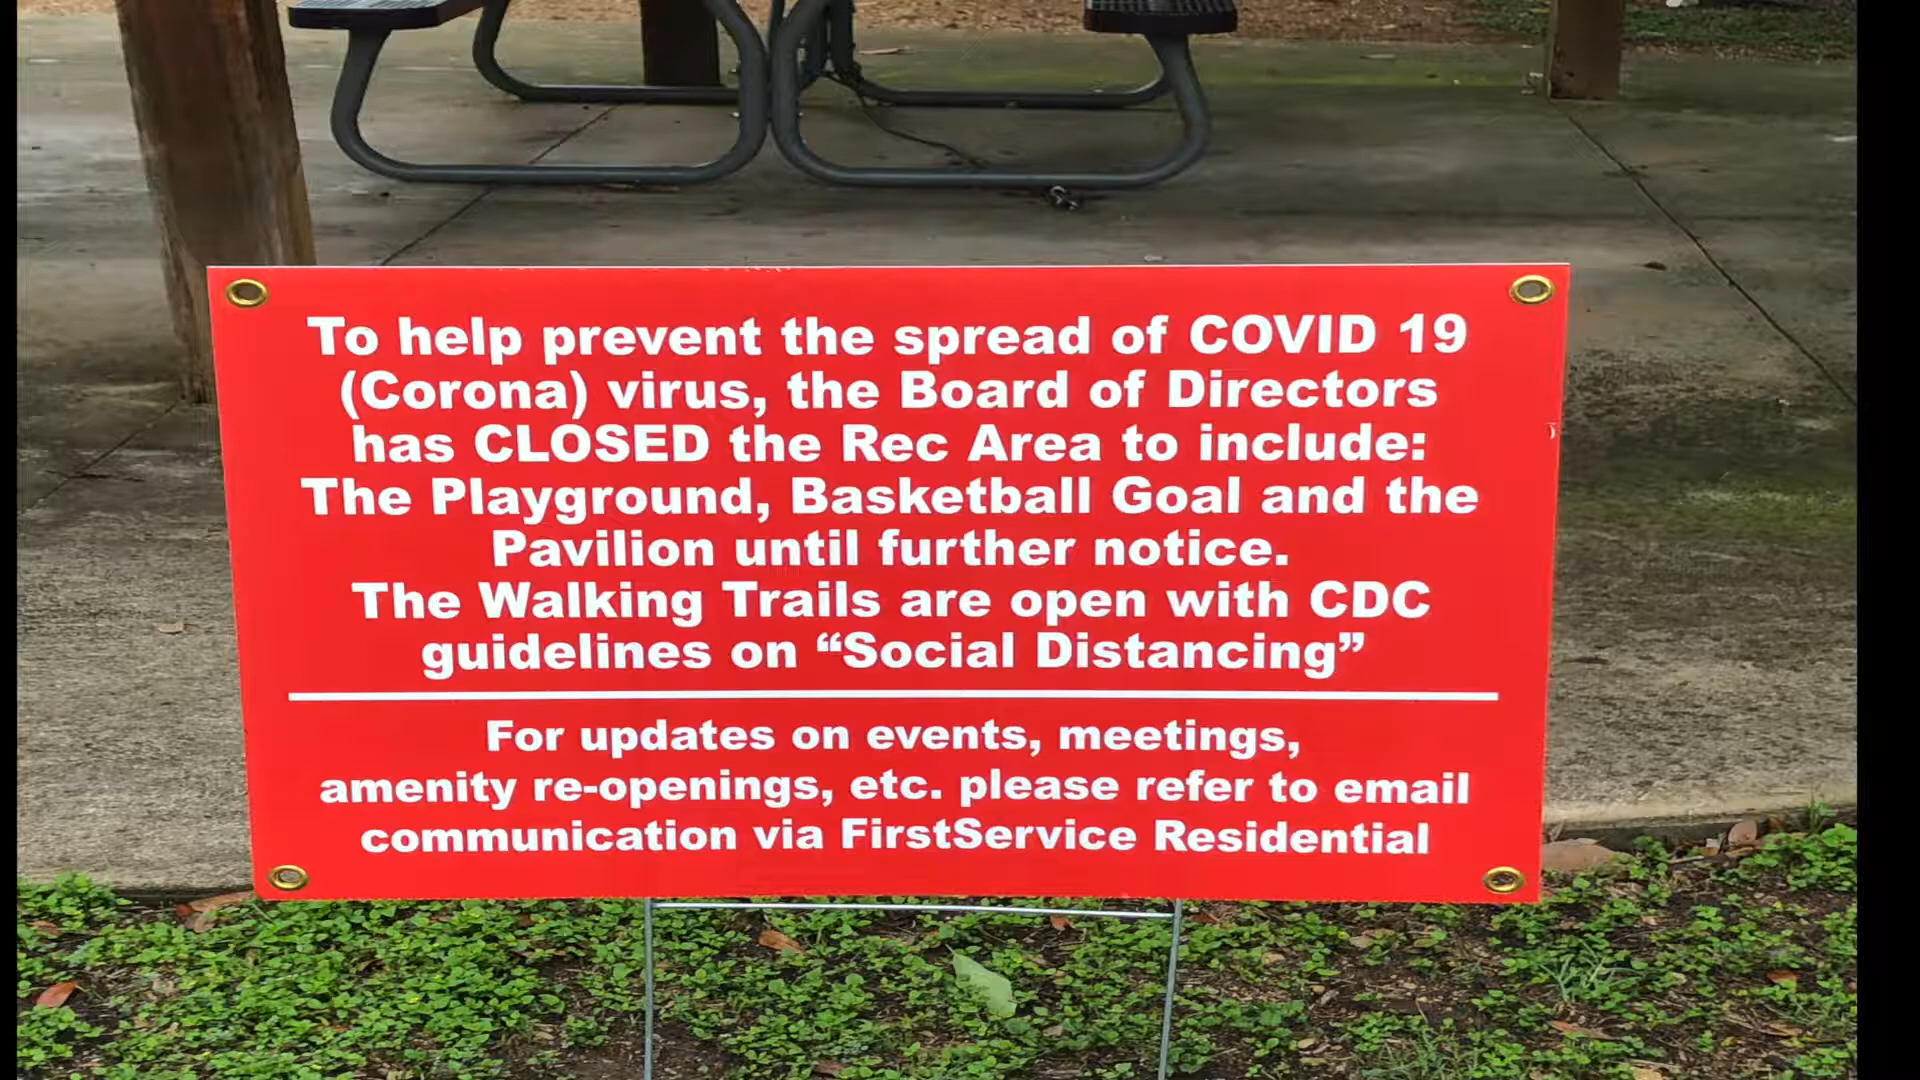 To help prevent the spread of COVID 19
(Corona) virus, the Board of Directors
has CLOSED the Rec Area to include:
The Playground, Basketball Goal and the
Pavilion until further notice.
The Walking Trails are open with CDC
guidelines on “Social Distancing”
For updates on events, meetings,
amenity re-openings, etc. please refer to email
communication via FirstService Residential